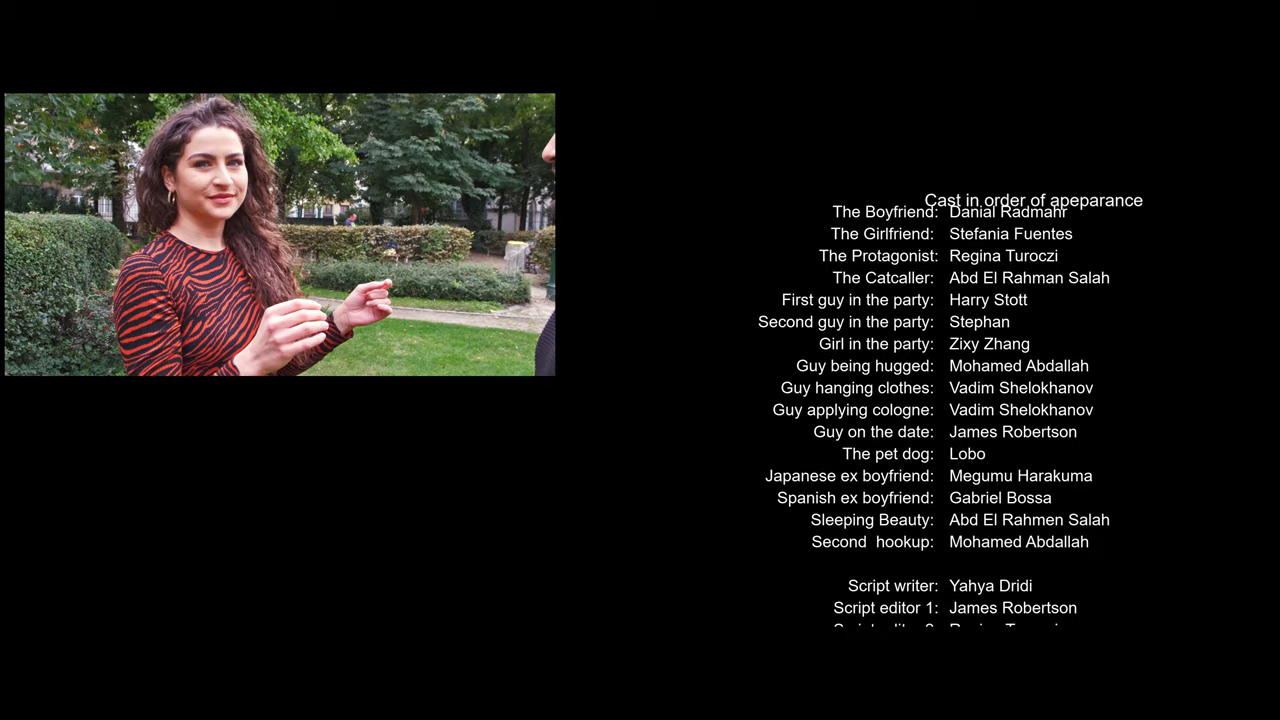 Cast in order of apeparance
The Boyfriend: Danial Radmahr
The Girlfriend: Stefania Fuentes
The Protagonist: Regina Turoczi
The Catcaller: Abd El Rahman Salah
First guy in the party: Harry Stott
Second guy in the party: Stephan
Girl in the party: Zixy Zhang
Guy being hugged: Mohamed Abdallah
Guy hanging clothes: Vadim Shelokhanov
Guy applying cologne: Vadim Shelokhanov
Guy on the date: James Robertson
The pet dog: Lobo
Japanese ex boyfriend: Megumu Harakuma
Spanish ex boyfriend: Gabriel Bossa
Sleeping Beauty: Abd El Rahmen Salah
Second hookup: Mohamed Abdallah
Script writer: Yahya Dridi
Script editor 1: James Robertson